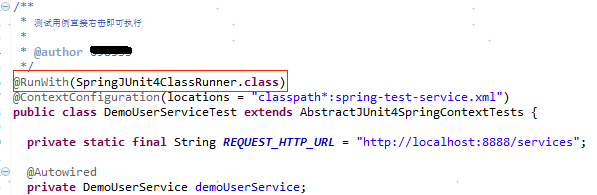 /**
* 测试用例直接右击即可执行
*
* @author
*/
@RunWith(SpringJUnit4ClassRunner.class)
@ContextConfiguration(locations = "classpath*:spring-test-service.xml")
public class DemoUserServiceTest extends AbstractJUnit4SpringContextTests {
private static final String REQUEST_HTTP_URL = "http://localhost:8888/services";
@Autowired
private DemoUserService demoUserService;